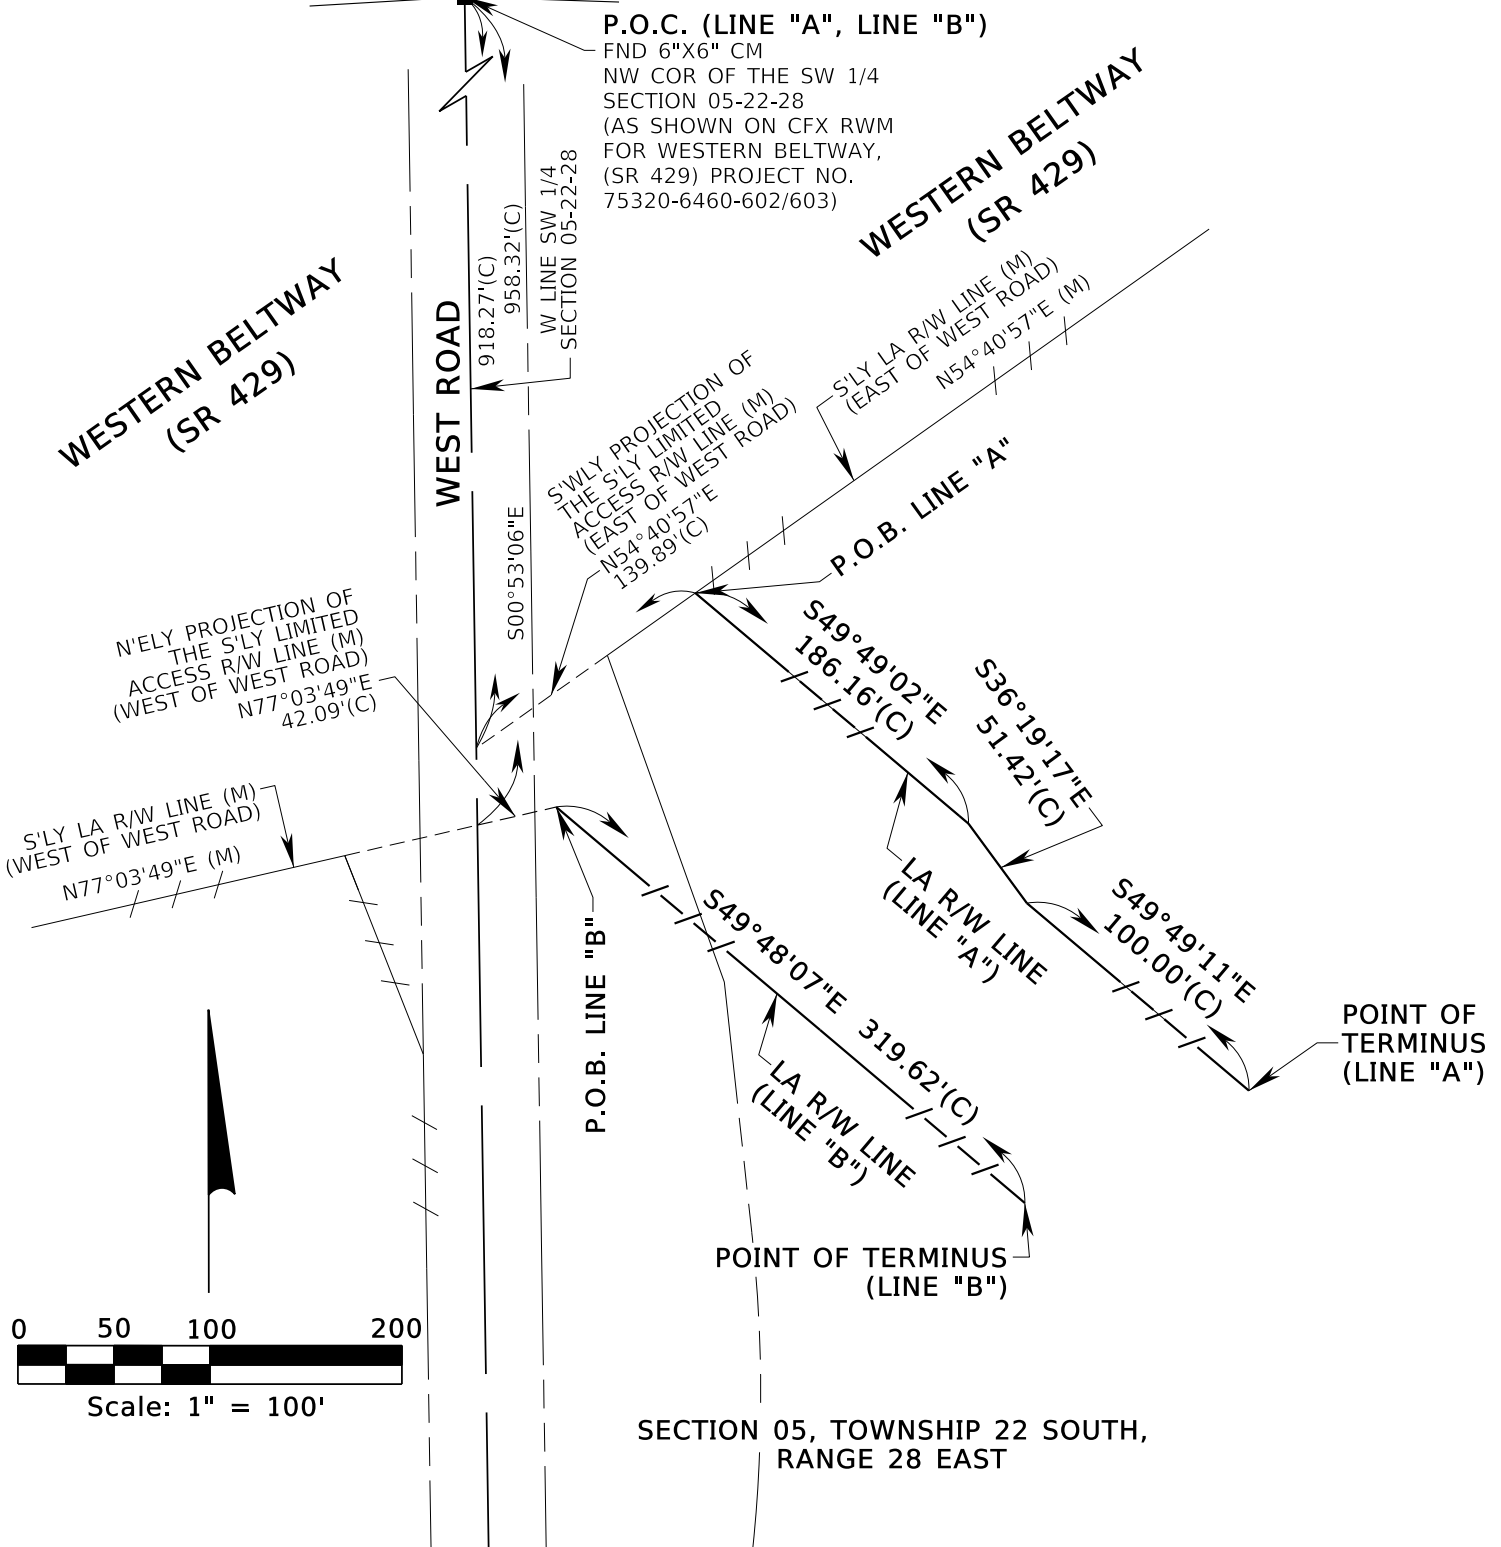 P.O.C. (LINE "A", LINE "B")
FND 6"X6" CM
NW COR OF THE SW 1/4
SECTION 05-22-28
(AS SHOWN ON CFX RWM
FOR WESTERN BELTWAY,
(SR 429) PROJECT NO.
75320-6460-602/603)
WESTERN BELTWAY
(SR 429)
WESTERN BELTWAY
(SR 429)
WEST ROAD
918.27'(C)
958.32'(C)
W LINE SW 1/4
SECTION 05-22-28
S00°53'06"E
S'LY LA R/W LINE (M)
(EAST OF WEST ROAD)
N54°40'57"E (M)
S'WLY PROJECTION OF
THE S'LY LIMITED
ACCESS R/W LINE (M)
(EAST OF WEST ROAD)
N54°40'57"E
139.89'(C)
P.O.B. LINE "A"
N'ELY PROJECTION OF
THE S'LY LIMITED
ACCESS R/W LINE (M)
(WEST OF WEST ROAD)
N77°03'49"E
42.09'(C)
S'LY LA R/W LINE (M)
(WEST OF WEST ROAD)
N77°03'49"E (M)
S49°49'02"E
186.16'(C)
S36°19'17"E
51.42'(C)
LA R/W LINE
(LINE "A")
S49°49'11"E
100.00'(C)
POINT OF
TERMINUS
(LINE "A")
P.O.B. LINE "B"
S49°48'07"E 319.62'(C)
LA R/W LINE
(LINE "B")
POINT OF TERMINUS
(LINE "B")
0 50 100 200
Scale: 1" = 100'
SECTION 05, TOWNSHIP 22 SOUTH,
RANGE 28 EAST